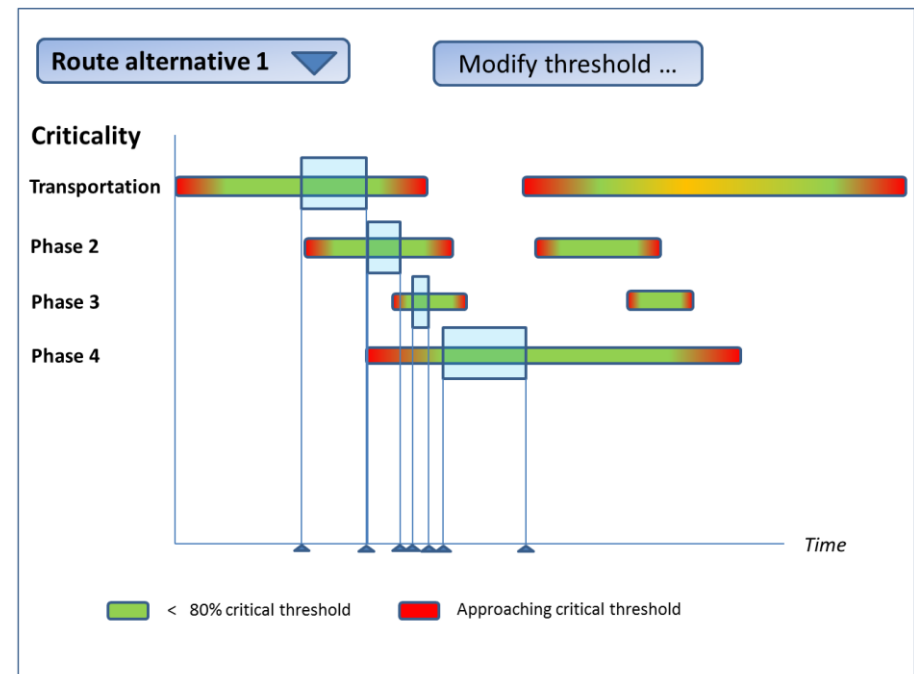 Route alternative 1
Modify threshold ...
Criticality
Transportation
Phase 2
Phase 3
Phase 4
Time
< 80% critical threshold
Approaching critical threshold